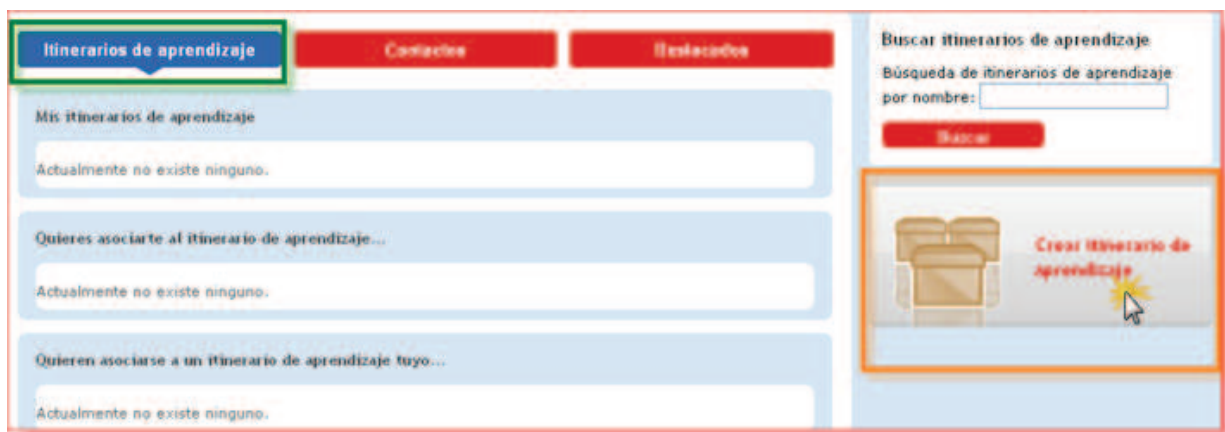 Itinerarios de aprendizaje
Contactos
Destacados
Mis itinerarios de aprendizaje
Actualmente no existe ninguno.
Quieres asociarte al itinerario de aprendizaje...
Actualmente no existe ninguno.
Quieren asociarse a un itinerario de aprendizaje tuyo...
Actualmente no existe ninguno.
Buscar itinerarios de aprendizaje
Búsqueda de itinerarios de aprendizaje
por nombre:
Buscar
Crear itinerario de
aprendizaje